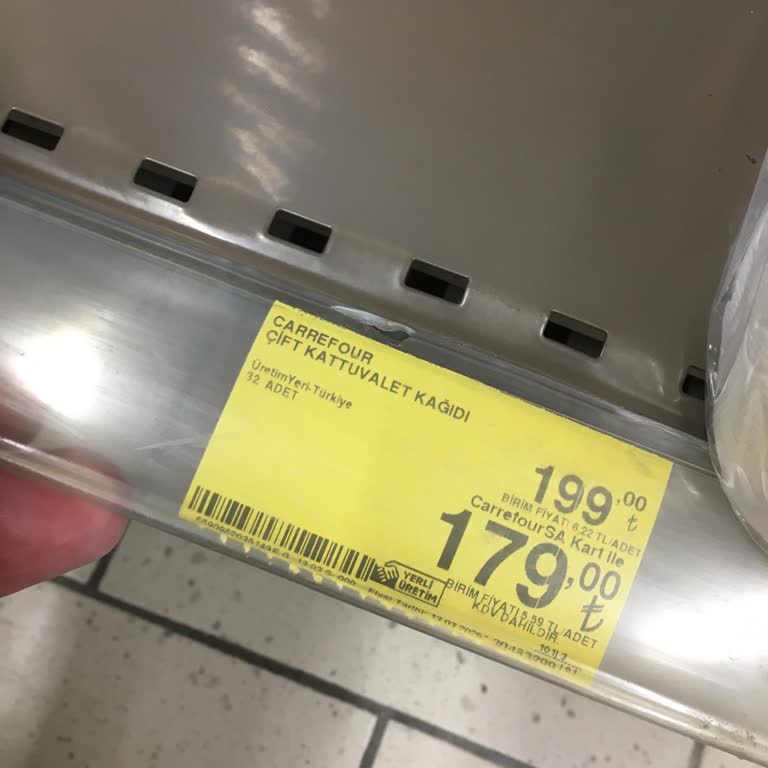 CARREFOUR
ÇİFT KATTUVALET KAĞIDI
ÜretimYeri-Türkiye
32 ADET
199,00
₺
BİRİM FİYATI 6.22 TL/ADET
CarrefourSA Kart ile
179,00
₺
BİRİM FİYATI 5.59 TL/ADET
KDV DAHİLDİR.
YERLİ
ÜRETİM